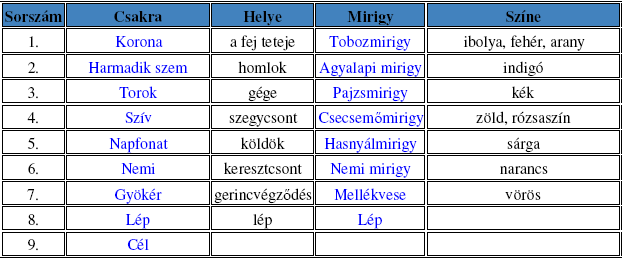 Sorszám Csakra Helye Mirigy Színe
1. Korona a fej teteje Tobozmirigy ibolya, fehér, arany
2. Harmadik szem homlok Agyalapi mirigy indigó
3. Torok gége Pajzsmirigy kék
4. Szív szegycsont Csecsemőmirigy zöld, rózsaszín
5. Napfonat köldök Hasnyálmirigy sárga
6. Nemi keresztcsont Nemi mirigy narancs
7. Gyökér gerincvégződés Mellékvese vörös
8. Lép lép Lép
9. Cél